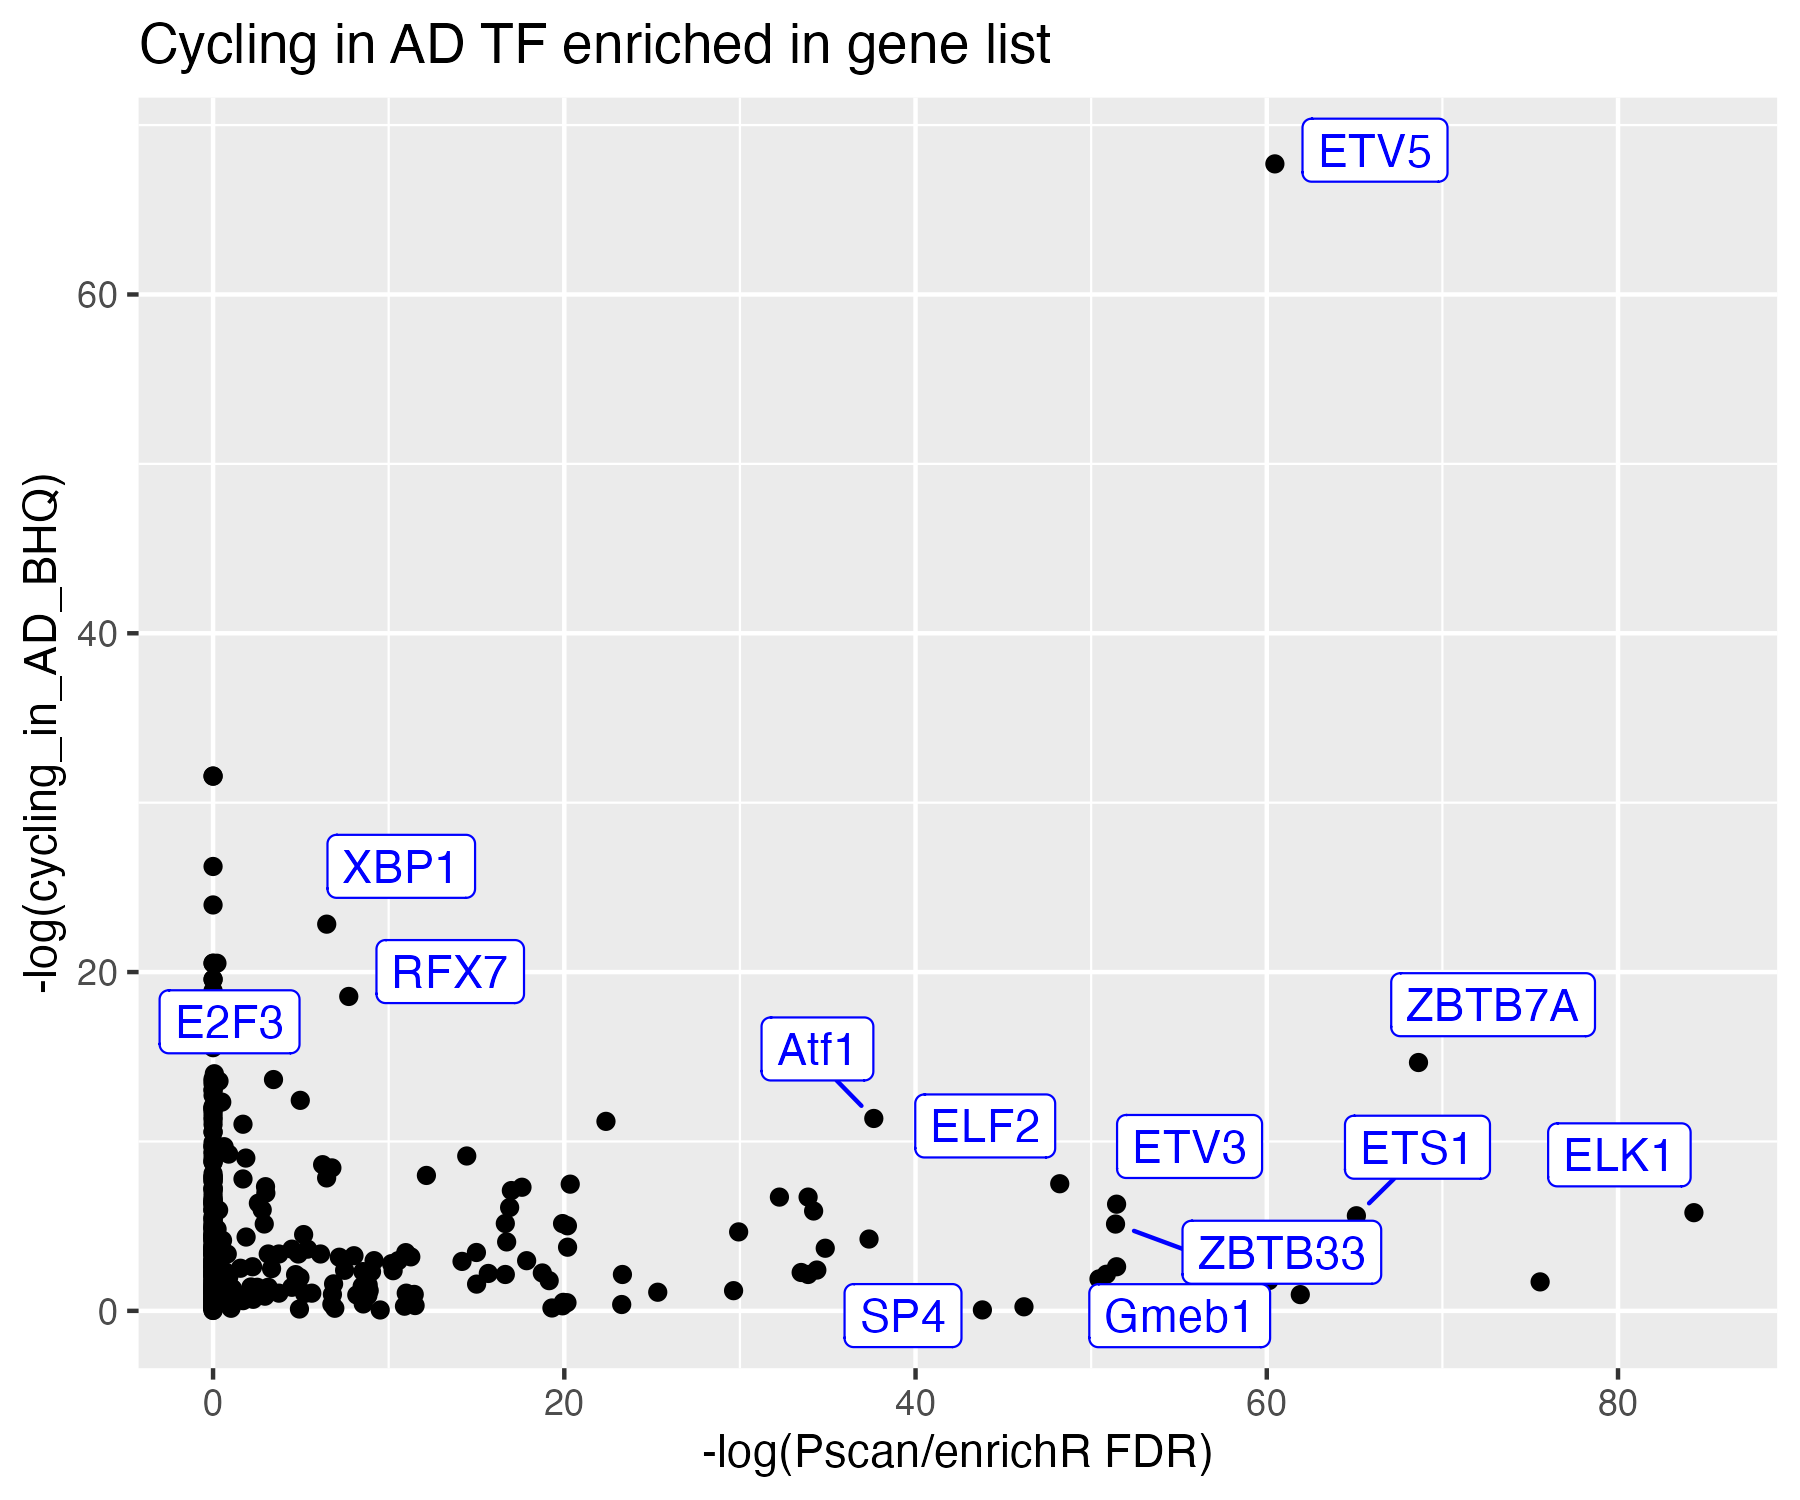 Cycling in AD TF enriched in gene list
ETV5
60
-log(cycling_in_AD_BHQ)
40
XBP1
RFX7
20
ZBTB7A
E2F3
Atf1
ELF2
ETV3
ETS1
ELK1
ZBTB33
SP4
Gmeb1
0
0 20 40 60 80
-log(Pscan/enrichR FDR)